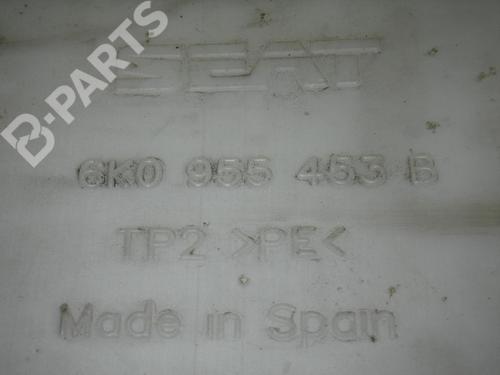 B-PARTS
SEAT
6K0 955 453 B
TP2 >PE<
Made in Spain